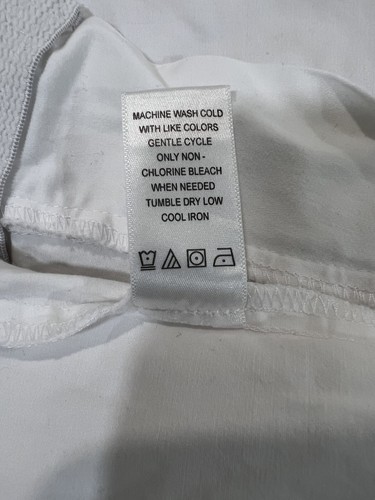 MACHINE WASH COLD
WITH LIKE COLORS
GENTLE CYCLE
ONLY NON -
CHLORINE BLEACH
WHEN NEEDED
TUMBLE DRY LOW
COOL IRON